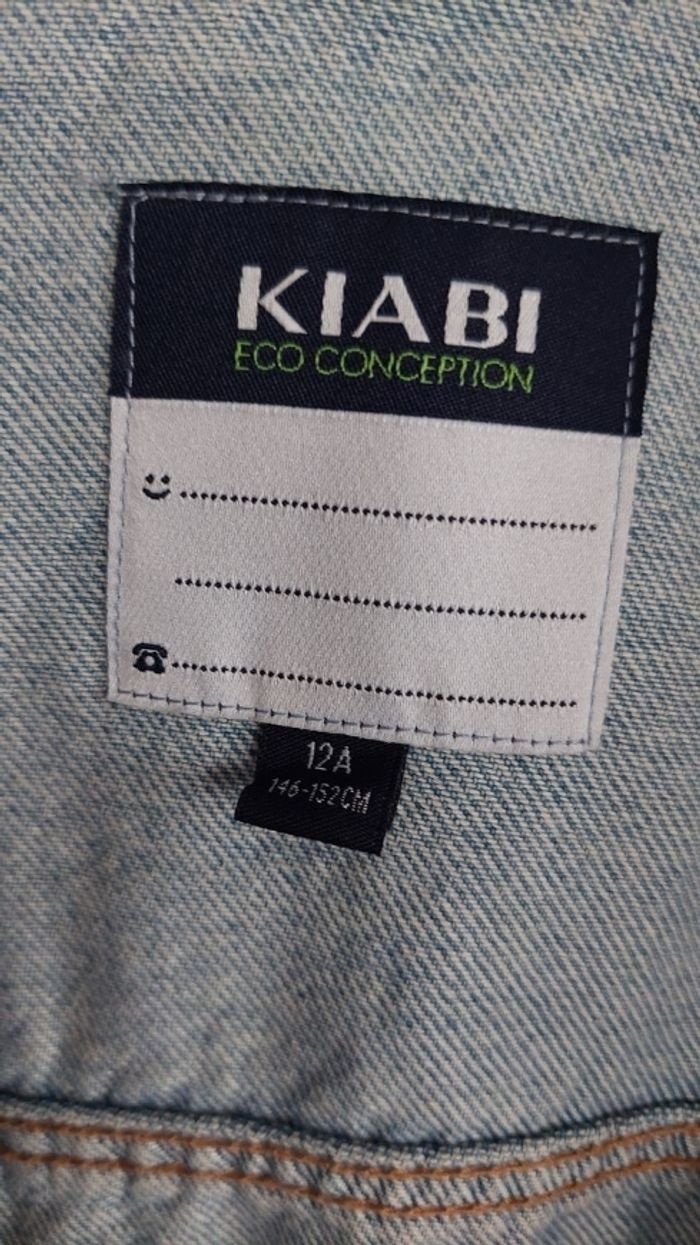 KIABI
ECO CONCEPTION
12A
146-152CM